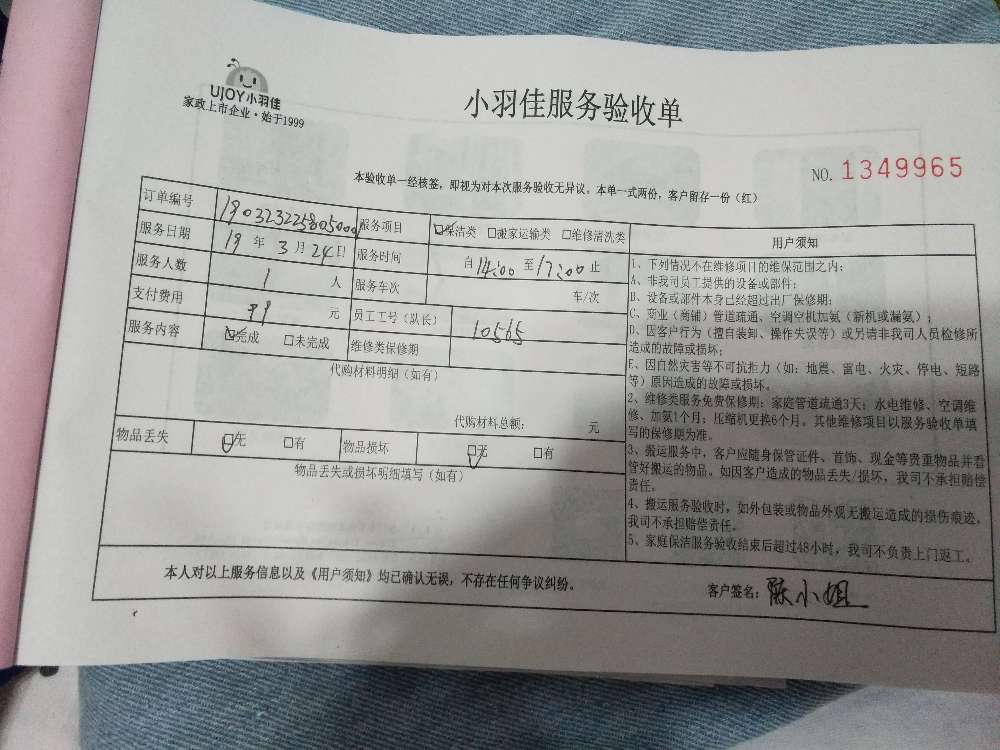 UJOY小羽佳
家政上市企业·始于1999
小羽佳服务验收单
NO. 1349965
本验收单一经核签，即视为对本次服务验收无异议。本单一式两份，客户留存一份（红）
订单编号 190323225805000 服务项目 ☑保洁类 □搬家运输类 □维修清洗类
服务日期 19 年 3 月 24 日 服务时间 自 14:00 至 17:00 止
服务人数 1 人 服务车次 车/次
支付费用 99 元 员工工号（队长） 10565
服务内容 ☑完成 □未完成 维修类保修期
代购材料明细（如有）
代购材料总额： 元
物品丢失 ☑无 □有 物品损坏 ☑无 □有
物品丢失或损坏明细填写（如有）
用户须知
1、下列情况不在维修项目的维保范围之内：
A、非我司员工提供的设备或部件；
B、设备或部件本身已经超过出厂保修期；
C、商业（商铺）管道疏通、空调空机加氨（新机或漏氨）；
D、因客户行为（擅自装卸、操作失误等）或另请非我司人员检修所
造成的故障或损坏；
E、因自然灾害等不可抗拒力（如：地震、雷电、火灾、停电、短路
等）原因造成的故障或损坏。
2、维修类服务免费保修期：家庭管道疏通3天；水电维修、空调维
修、加氨1个月；压缩机更换6个月。其他维修项目以服务验收单填
写的保修期为准。
3、搬运服务中，客户应随身保管证件、首饰、现金等贵重物品并看
管好搬运的物品。如因客户造成的物品丢失/损坏，我司不承担赔偿
责任。
4、搬运服务验收时，如外包装或物品外观无搬运造成的损伤痕迹，
我司不承担赔偿责任。
5、家庭保洁服务验收结束后超过48小时，我司不负责上门返工。
本人对以上服务信息以及《用户须知》均已确认无误，不存在任何争议纠纷。
客户签名：陈小姐